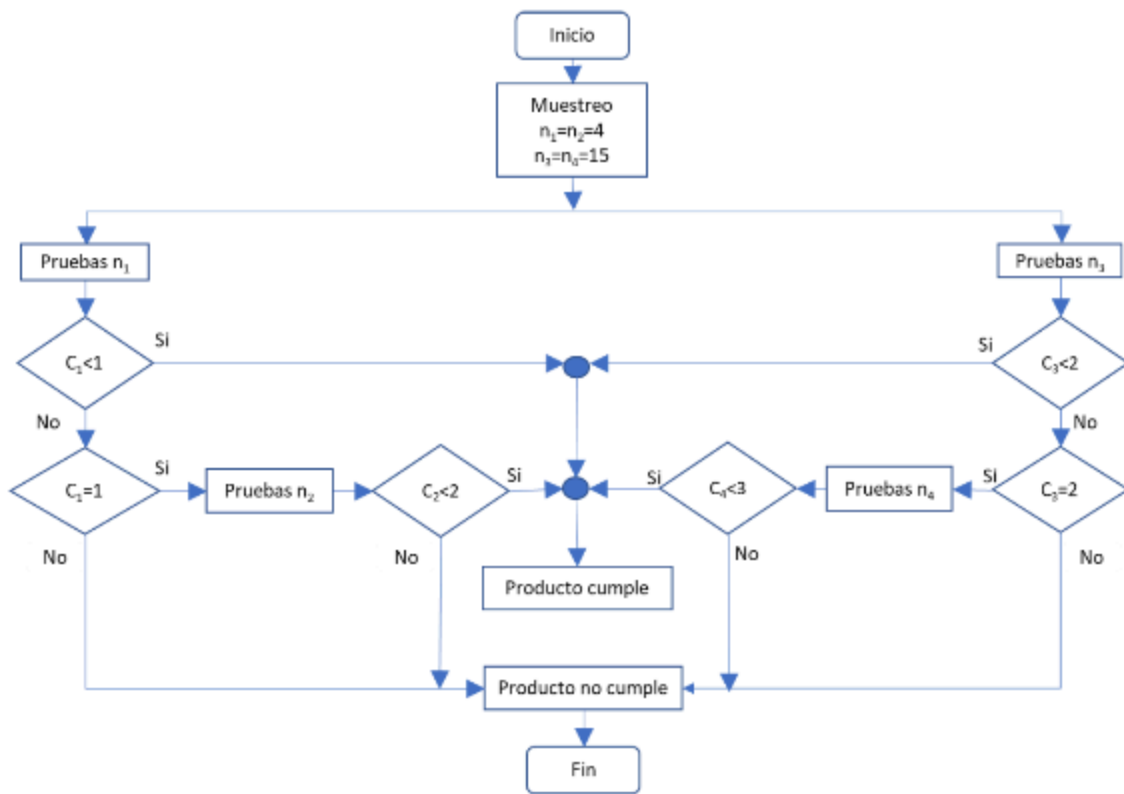 Inicio
Muestreo
n₁=n₂=4
n₃=n₄=15
Pruebas n₁
Pruebas n₃
Si
Si
C₁<1
C₃<2
No
No
C₁=1
Si
Pruebas n₂
C₂<2
Si
Si
C₄<3
Pruebas n₄
Si
C₃=2
No
No
No
No
Producto cumple
Producto no cumple
Fin